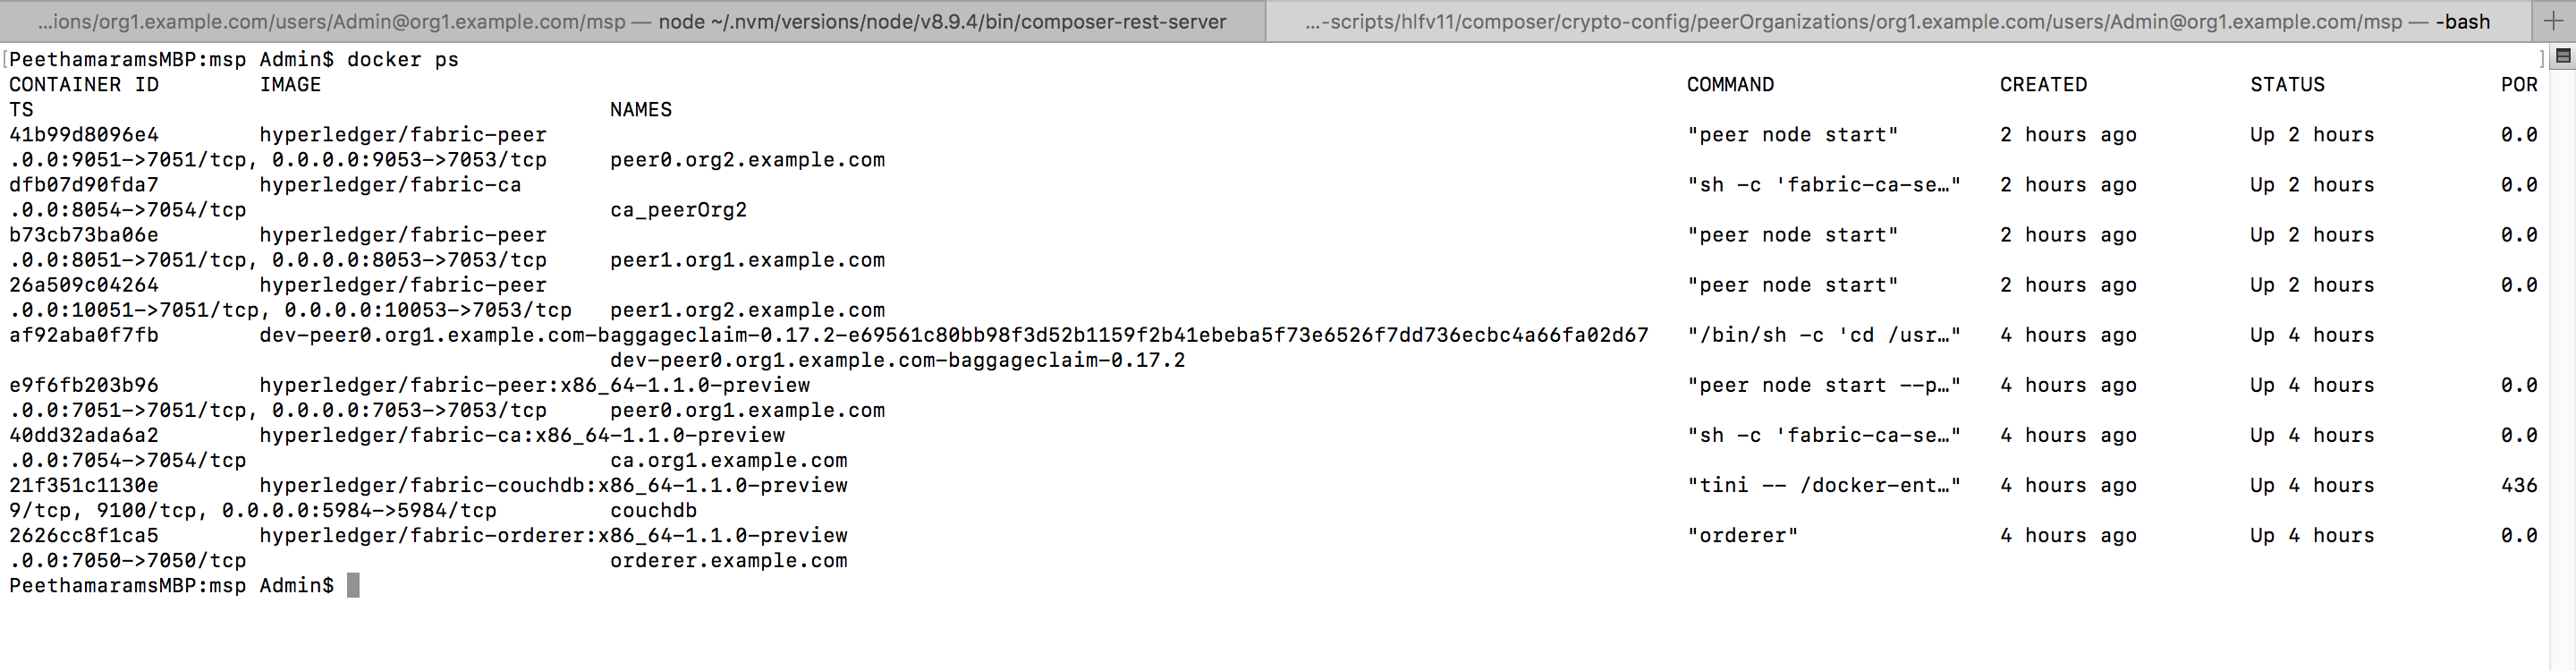 ...ions/org1.example.com/users/Admin@org1.example.com/msp — node ~/.nvm/versions/node/v8.9.4/bin/composer-rest-server
...-scripts/hlfv11/composer/crypto-config/peerOrganizations/org1.example.com/users/Admin@org1.example.com/msp — -bash
[PeethamaramsMBP:msp Admin$ docker ps ]
CONTAINER ID IMAGE COMMAND CREATED STATUS POR
TS NAMES
41b99d8096e4 hyperledger/fabric-peer "peer node start" 2 hours ago Up 2 hours 0.0
.0.0:9051->7051/tcp, 0.0.0.0:9053->7053/tcp peer0.org2.example.com
dfb07d90fda7 hyperledger/fabric-ca "sh -c 'fabric-ca-se…" 2 hours ago Up 2 hours 0.0
.0.0:8054->7054/tcp ca_peerOrg2
b73cb73ba06e hyperledger/fabric-peer "peer node start" 2 hours ago Up 2 hours 0.0
.0.0:8051->7051/tcp, 0.0.0.0:8053->7053/tcp peer1.org1.example.com
26a509c04264 hyperledger/fabric-peer "peer node start" 2 hours ago Up 2 hours 0.0
.0.0:10051->7051/tcp, 0.0.0.0:10053->7053/tcp peer1.org2.example.com
af92aba0f7fb dev-peer0.org1.example.com-baggageclaim-0.17.2-e69561c80bb98f3d52b1159f2b41ebeba5f73e6526f7dd736ecbc4a66fa02d67 "/bin/sh -c 'cd /usr…" 4 hours ago Up 4 hours
dev-peer0.org1.example.com-baggageclaim-0.17.2
e9f6fb203b96 hyperledger/fabric-peer:x86_64-1.1.0-preview "peer node start --p…" 4 hours ago Up 4 hours 0.0
.0.0:7051->7051/tcp, 0.0.0.0:7053->7053/tcp peer0.org1.example.com
40dd32ada6a2 hyperledger/fabric-ca:x86_64-1.1.0-preview "sh -c 'fabric-ca-se…" 4 hours ago Up 4 hours 0.0
.0.0:7054->7054/tcp ca.org1.example.com
21f351c1130e hyperledger/fabric-couchdb:x86_64-1.1.0-preview "tini -- /docker-ent…" 4 hours ago Up 4 hours 436
9/tcp, 9100/tcp, 0.0.0.0:5984->5984/tcp couchdb
2626cc8f1ca5 hyperledger/fabric-orderer:x86_64-1.1.0-preview "orderer" 4 hours ago Up 4 hours 0.0
.0.0:7050->7050/tcp orderer.example.com
PeethamaramsMBP:msp Admin$